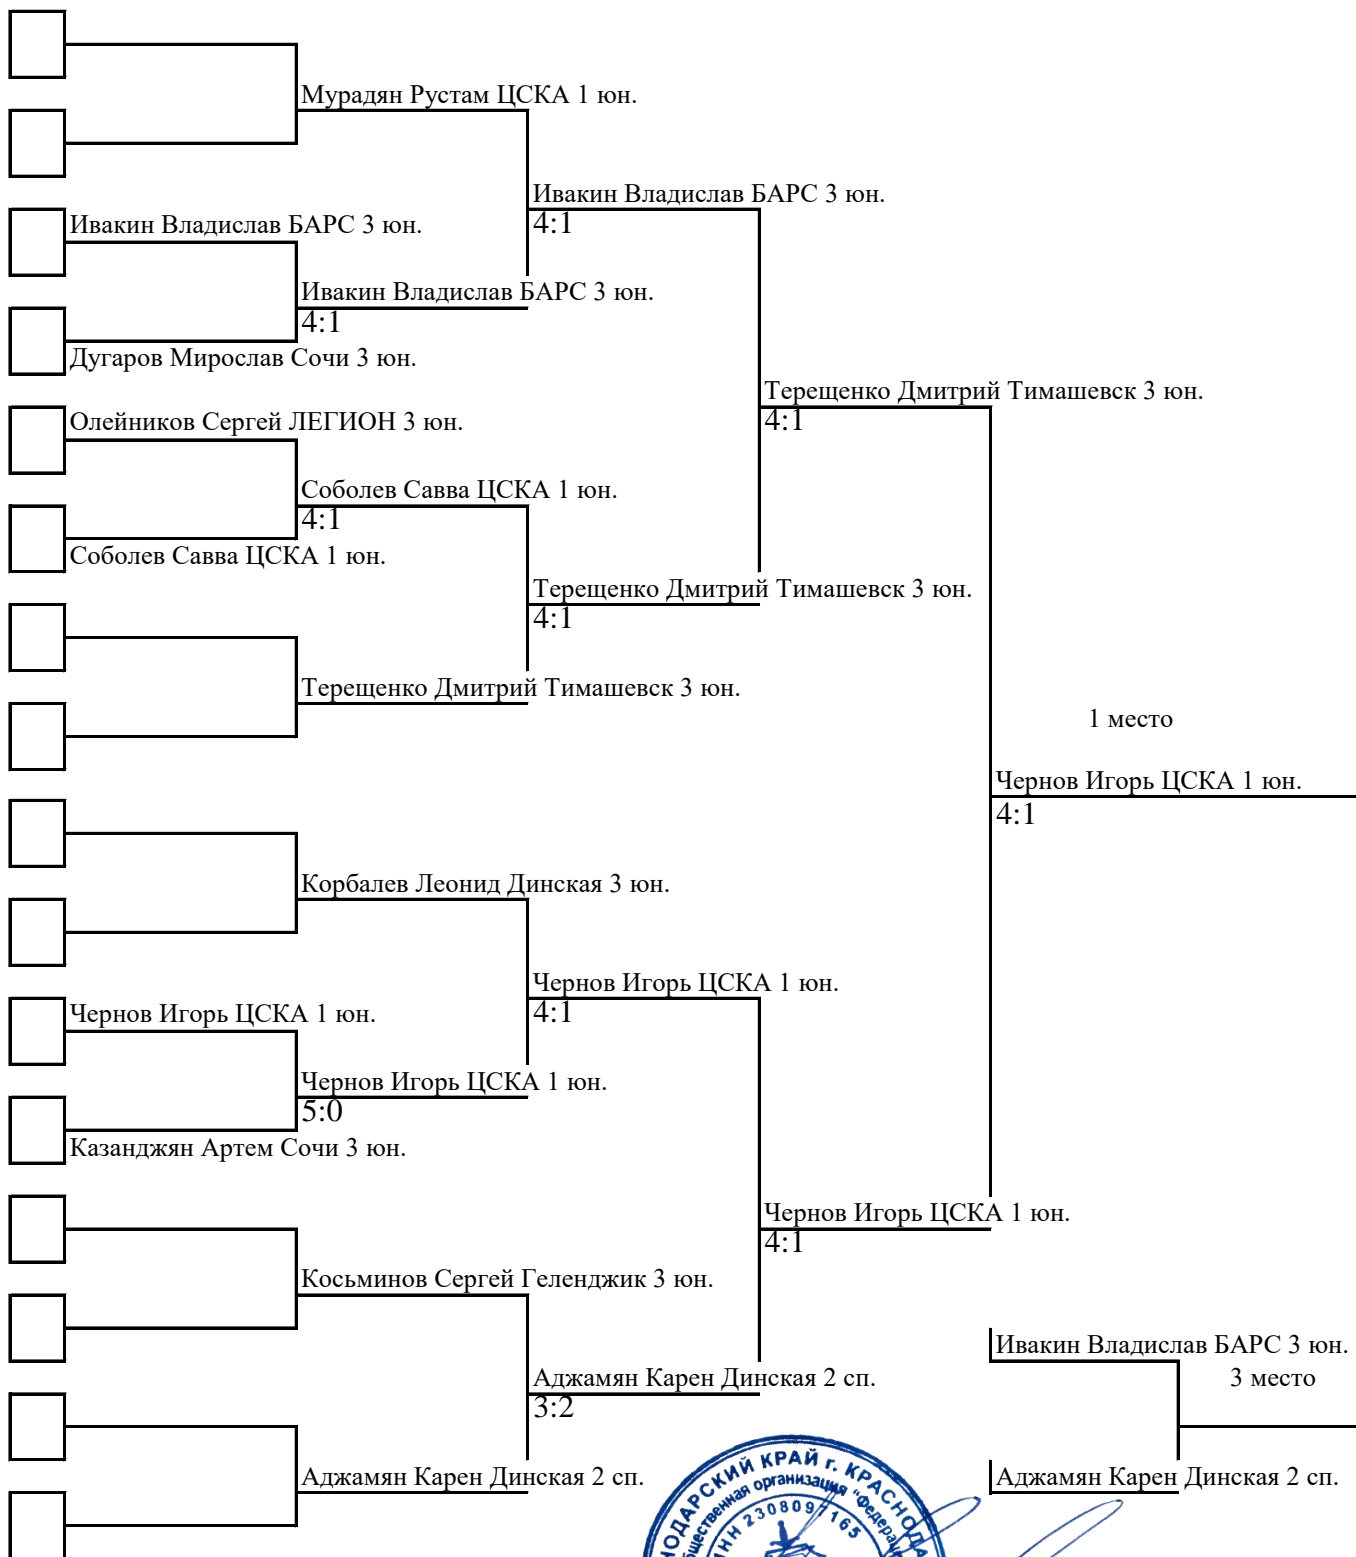 Мурадян Рустам ЦСКА 1 юн.
Ивакин Владислав БАРС 3 юн.
4:1
Ивакин Владислав БАРС 3 юн.
Ивакин Владислав БАРС 3 юн.
4:1
Дугаров Мирослав Сочи 3 юн.
Терещенко Дмитрий Тимашевск 3 юн.
4:1
Олейников Сергей ЛЕГИОН 3 юн.
Соболев Савва ЦСКА 1 юн.
4:1
Соболев Савва ЦСКА 1 юн.
Терещенко Дмитрий Тимашевск 3 юн.
4:1
Терещенко Дмитрий Тимашевск 3 юн.
1 место
Чернов Игорь ЦСКА 1 юн.
4:1
Корбалев Леонид Динская 3 юн.
Чернов Игорь ЦСКА 1 юн.
4:1
Чернов Игорь ЦСКА 1 юн.
Чернов Игорь ЦСКА 1 юн.
5:0
Казанджян Артем Сочи 3 юн.
Чернов Игорь ЦСКА 1 юн.
4:1
Косьминов Сергей Геленджик 3 юн.
Ивакин Владислав БАРС 3 юн.
3 место
Аджамян Карен Динская 2 сп.
3:2
Аджамян Карен Динская 2 сп.
Аджамян Карен Динская 2 сп.
КРАЙ г.
организация
ИНН 2308097165